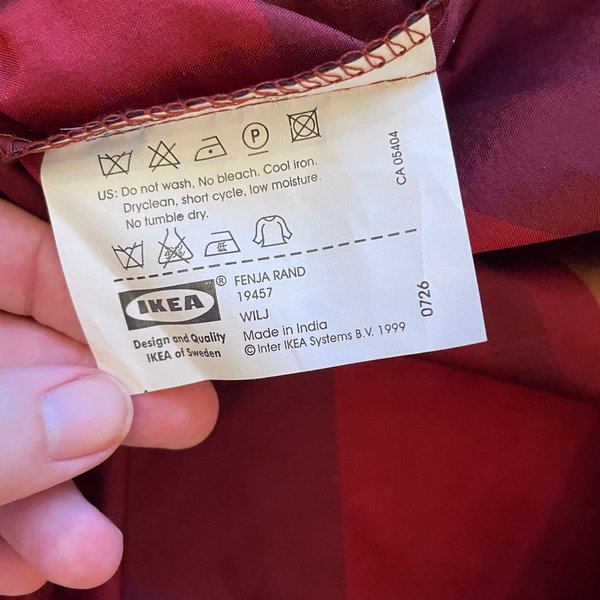 P
US: Do not wash, No bleach. Cool iron.
Dryclean, short cycle, low moisture.
No tumble dry.
CA 05404
IKEA ®
Design and Quality
IKEA of Sweden
FENJA RAND
19457
WILJ
Made in India
© Inter IKEA Systems B.V. 1999
0726